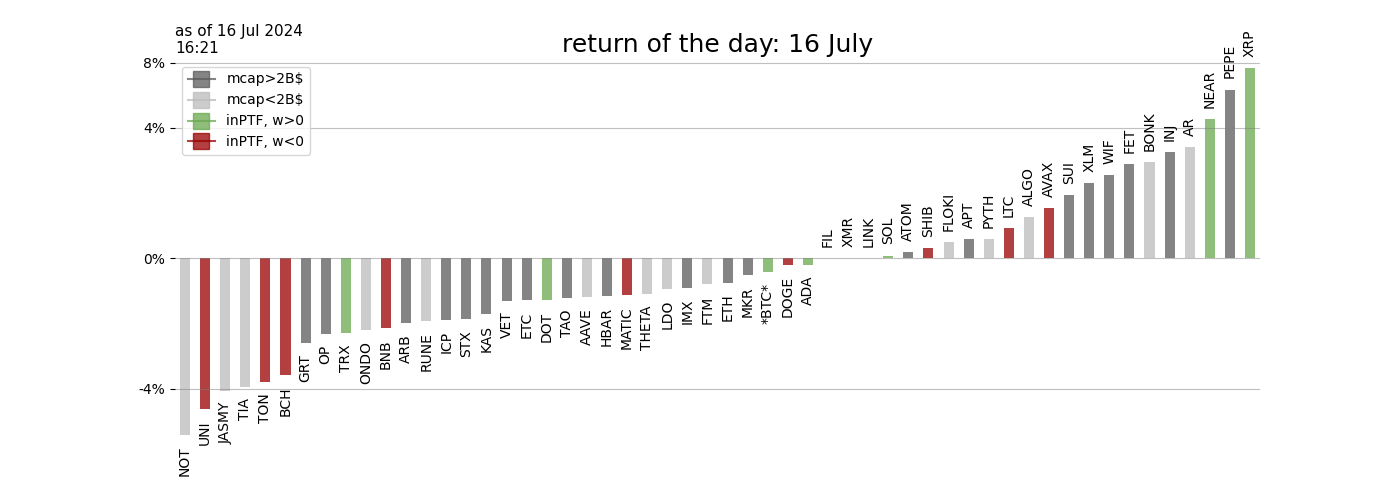 as of 16 Jul 2024
16:21
return of the day: 16 July
8%
4%
0%
-4%
mcap>2B$
mcap<2B$
inPTF, w>0
inPTF, w<0
NOT
UNI
JASMY
TIA
TON
BCH
GRT
OP
TRX
ONDO
BNB
ARB
RUNE
ICP
STX
KAS
VET
ETC
DOT
TAO
AAVE
HBAR
MATIC
THETA
LDO
IMX
FTM
ETH
MKR
*BTC*
DOGE
ADA
FIL
XMR
LINK
SOL
ATOM
SHIB
FLOKI
APT
PYTH
LTC
ALGO
AVAX
SUI
XLM
WIF
FET
BONK
INJ
AR
NEAR
PEPE
XRP